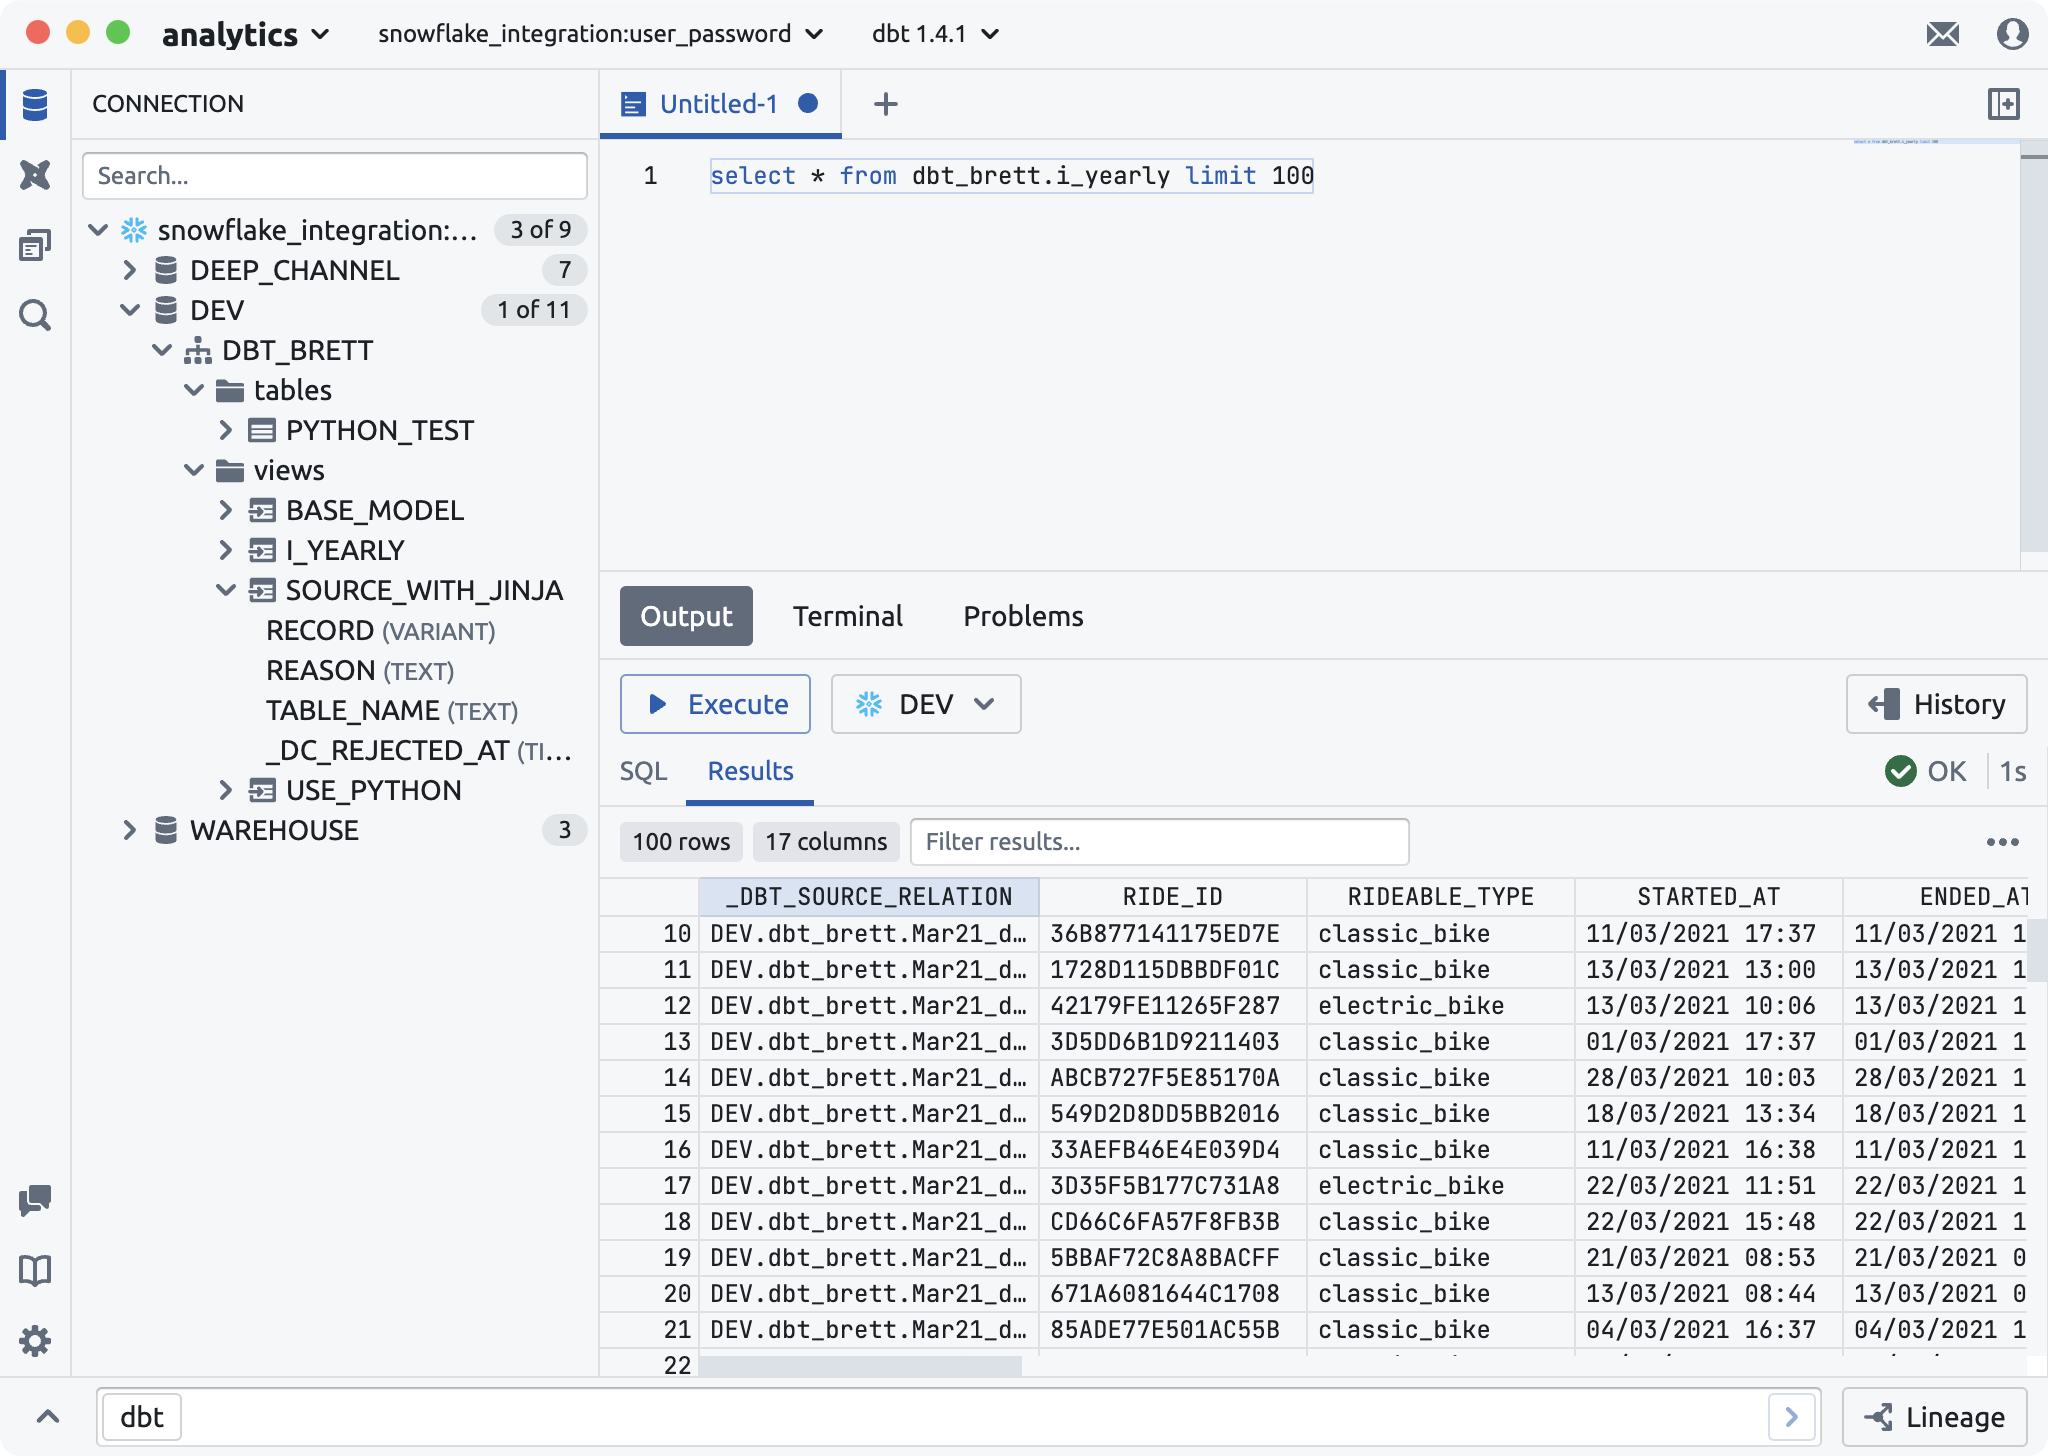 analytics snowflake_integration:user_password dbt 1.4.1
CONNECTION
Search...
snowflake_integration:... 3 of 9
DEEP_CHANNEL 7
DEV 1 of 11
DBT_BRETT
tables
PYTHON_TEST
views
BASE_MODEL
I_YEARLY
SOURCE_WITH_JINJA
RECORD (VARIANT)
REASON (TEXT)
TABLE_NAME (TEXT)
_DC_REJECTED_AT (TI...
USE_PYTHON
WAREHOUSE 3
Untitled-1
1 select * from dbt_brett.i_yearly limit 100
select * from dbt_brett.i_yearly limit 100
Output Terminal Problems
Execute DEV History
SQL Results OK 1s
100 rows 17 columns Filter results...
_DBT_SOURCE_RELATION RIDE_ID RIDEABLE_TYPE STARTED_AT ENDED_AT
10 DEV.dbt_brett.Mar21_d... 36B877141175ED7E classic_bike 11/03/2021 17:37 11/03/2021 1
11 DEV.dbt_brett.Mar21_d... 1728D115DBBDF01C classic_bike 13/03/2021 13:00 13/03/2021 1
12 DEV.dbt_brett.Mar21_d... 42179FE11265F287 electric_bike 13/03/2021 10:06 13/03/2021 1
13 DEV.dbt_brett.Mar21_d... 3D5DD6B1D9211403 classic_bike 01/03/2021 17:37 01/03/2021 1
14 DEV.dbt_brett.Mar21_d... ABCB727F5E85170A classic_bike 28/03/2021 10:03 28/03/2021 1
15 DEV.dbt_brett.Mar21_d... 549D2D8DD5BB2016 classic_bike 18/03/2021 13:34 18/03/2021 1
16 DEV.dbt_brett.Mar21_d... 33AEFB46E4E039D4 classic_bike 11/03/2021 16:38 11/03/2021 1
17 DEV.dbt_brett.Mar21_d... 3D35F5B177C731A8 electric_bike 22/03/2021 11:51 22/03/2021 1
18 DEV.dbt_brett.Mar21_d... CD66C6FA57F8FB3B classic_bike 22/03/2021 15:48 22/03/2021 1
19 DEV.dbt_brett.Mar21_d... 5BBAF72C8A8BACFF classic_bike 21/03/2021 08:53 21/03/2021 0
20 DEV.dbt_brett.Mar21_d... 671A6081644C1708 classic_bike 13/03/2021 08:44 13/03/2021 0
21 DEV.dbt_brett.Mar21_d... 85ADE77E501AC55B classic_bike 04/03/2021 16:37 04/03/2021 1
22
dbt Lineage